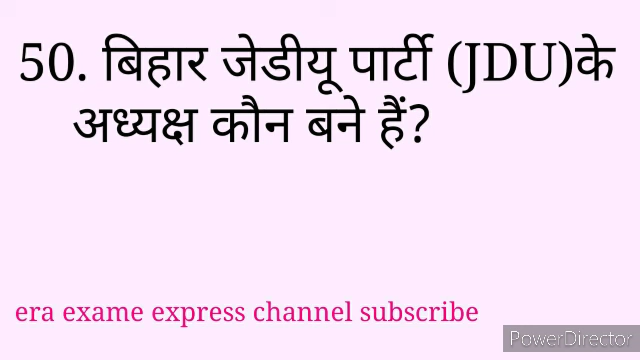 50. बिहार जेडीयू पार्टी (JDU)के
अध्यक्ष कौन बने हैं?
era exame express channel subscribe
PowerDirector